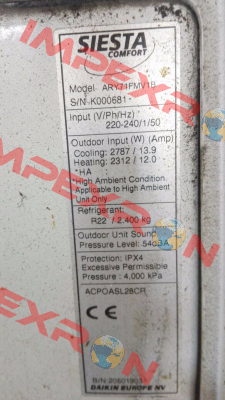 SIESTA
COMFORT
Model ARY71FMV1B
S/N K000681
Input (V/Ph/Hz)
220-240/1/50
Outdoor Input (W) (Amp)
Cooling: 2787 / 13.9
Heating: 2312 / 12.0
*HA :
*High Ambient Condition
Applicable to High Ambient
Unit Only
Refrigerant:
R22 / 2.400 kg
Outdoor Unit Sound
Pressure Level: 54dBA
Protection: IPX4
Excessive Permissible
Pressure : 4,000 kPa
ACPOASL28CR
CE
DAIKIN EUROPE NV
IMPEXRON